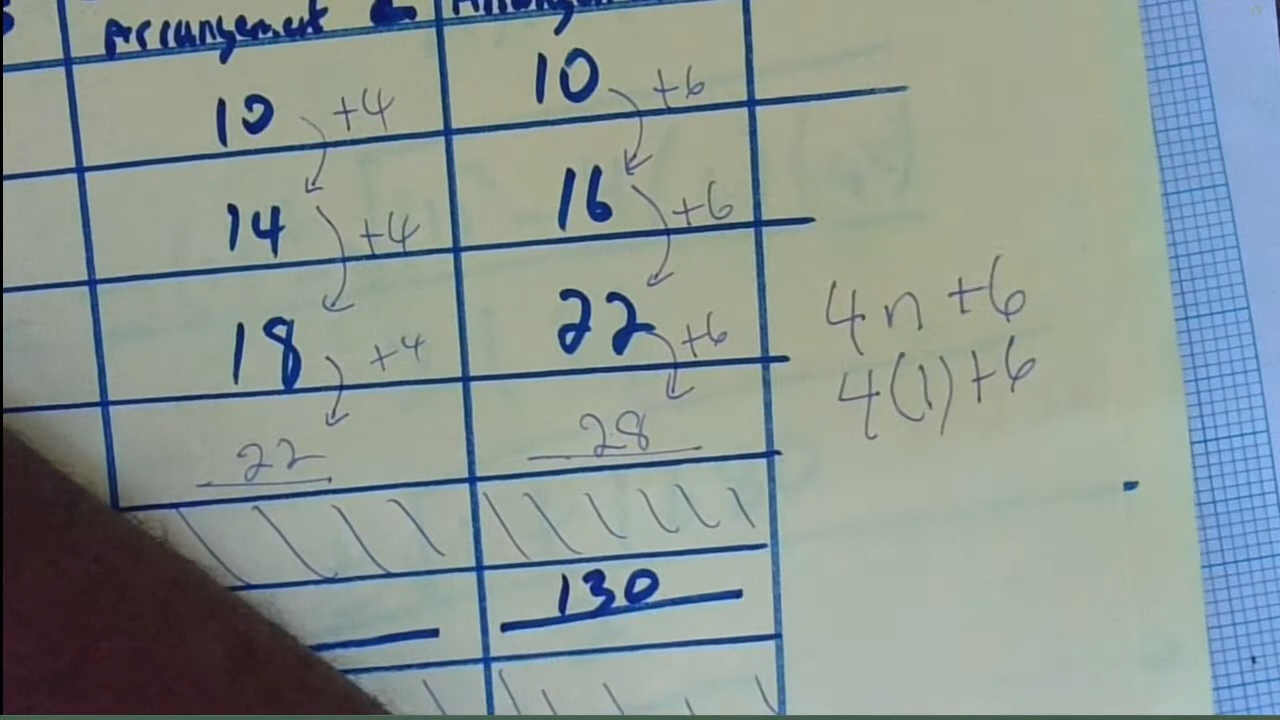 Arrangement
10 +4 10 +6
14 +4 16 +6
18 +4 22 +6
22 28
130
4n+6
4(1)+6